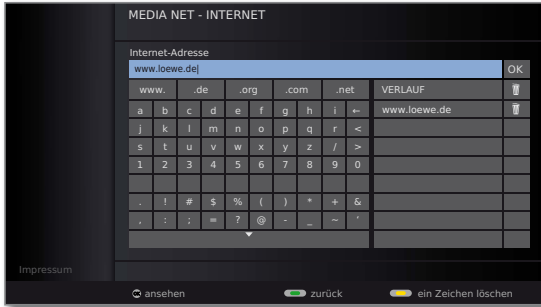 MEDIA NET - INTERNET
Internet-Adresse
www.loewe.de OK
www. .de .org .com .net VERLAUF
a b c d e f g h i ← www.loewe.de
j k l m n o p q r <
s t u v w x y z / >
1 2 3 4 5 6 7 8 9 0
. ! # $ % ( ) * + &
, : ; = ? @ - _ ~ '
Impressum
OK ansehen zurück ein Zeichen löschen